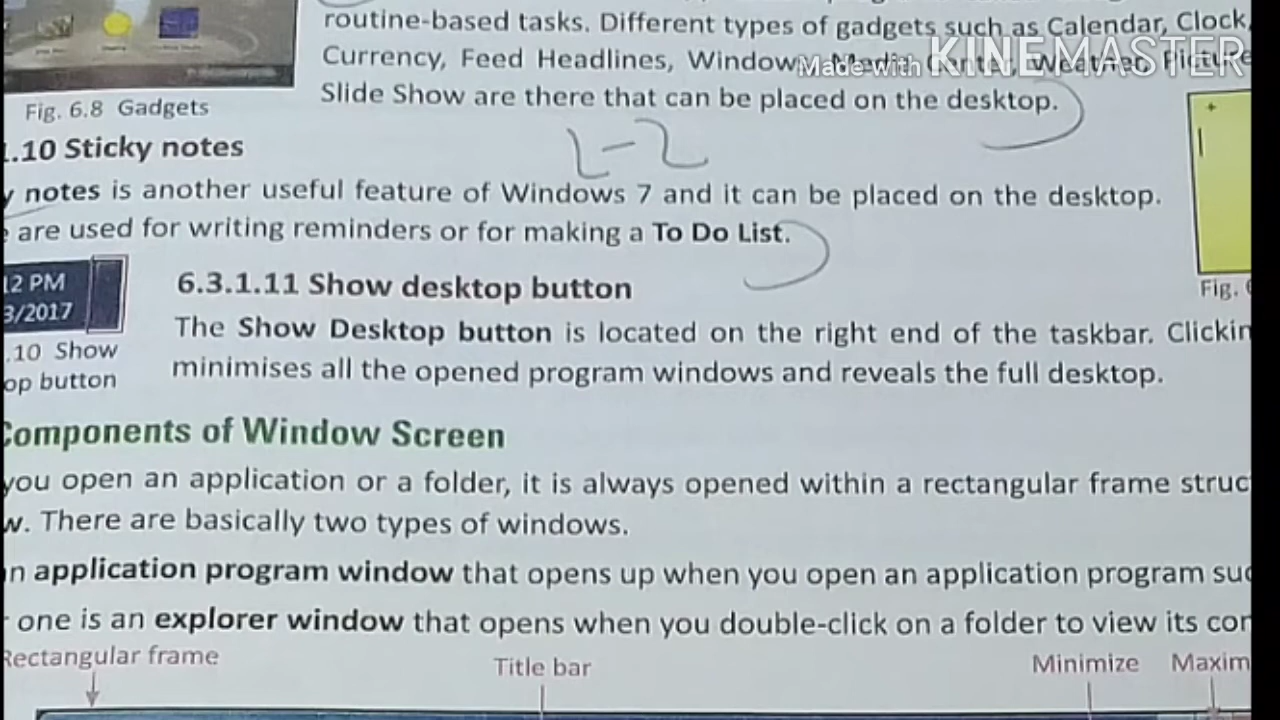 routine-based tasks. Different types of gadgets such as Calendar, Clock,
Currency, Feed Headlines, Windows Media Center, Weather, Picture
Made with KINEMASTER
Slide Show are there that can be placed on the desktop.
Fig. 6.8 Gadgets
.10 Sticky notes
L-2
y notes is another useful feature of Windows 7 and it can be placed on the desktop.
e are used for writing reminders or for making a To Do List.
12 PM
3/2017
6.3.1.11 Show desktop button
Fig. 6
The Show Desktop button is located on the right end of the taskbar. Clickin
.10 Show
op button
minimises all the opened program windows and reveals the full desktop.
Components of Window Screen
you open an application or a folder, it is always opened within a rectangular frame struc
w. There are basically two types of windows.
n application program window that opens up when you open an application program suc
r one is an explorer window that opens when you double-click on a folder to view its con
Rectangular frame
Title bar
Minimize
Maxim